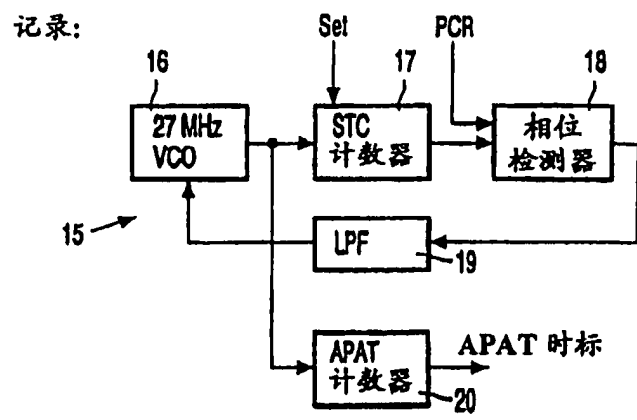 记录:
Set
PCR
16
17
18
27 MHz
VCO
STC
计数器
相位
检测器
15
LPF
19
APAT
计数器
APAT 时标
20